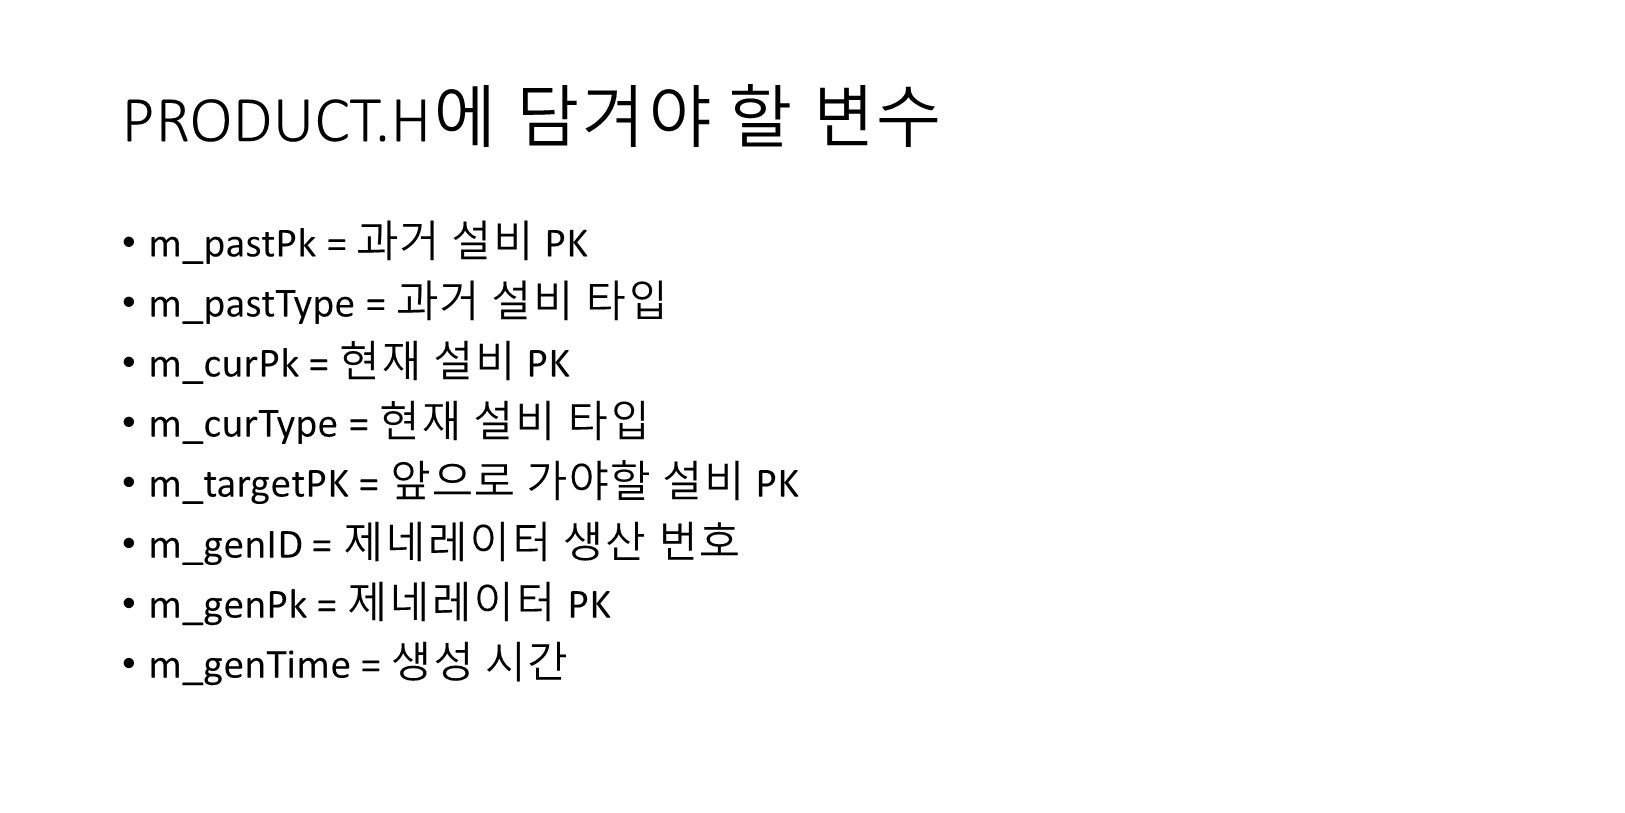 PRODUCT.H에 담겨야 할 변수
• m_pastPk = 과거 설비 PK
• m_pastType = 과거 설비 타입
• m_curPk = 현재 설비 PK
• m_curType = 현재 설비 타입
• m_targetPK = 앞으로 가야할 설비 PK
• m_genID = 제네레이터 생산 번호
• m_genPk = 제네레이터 PK
• m_genTime = 생성 시간